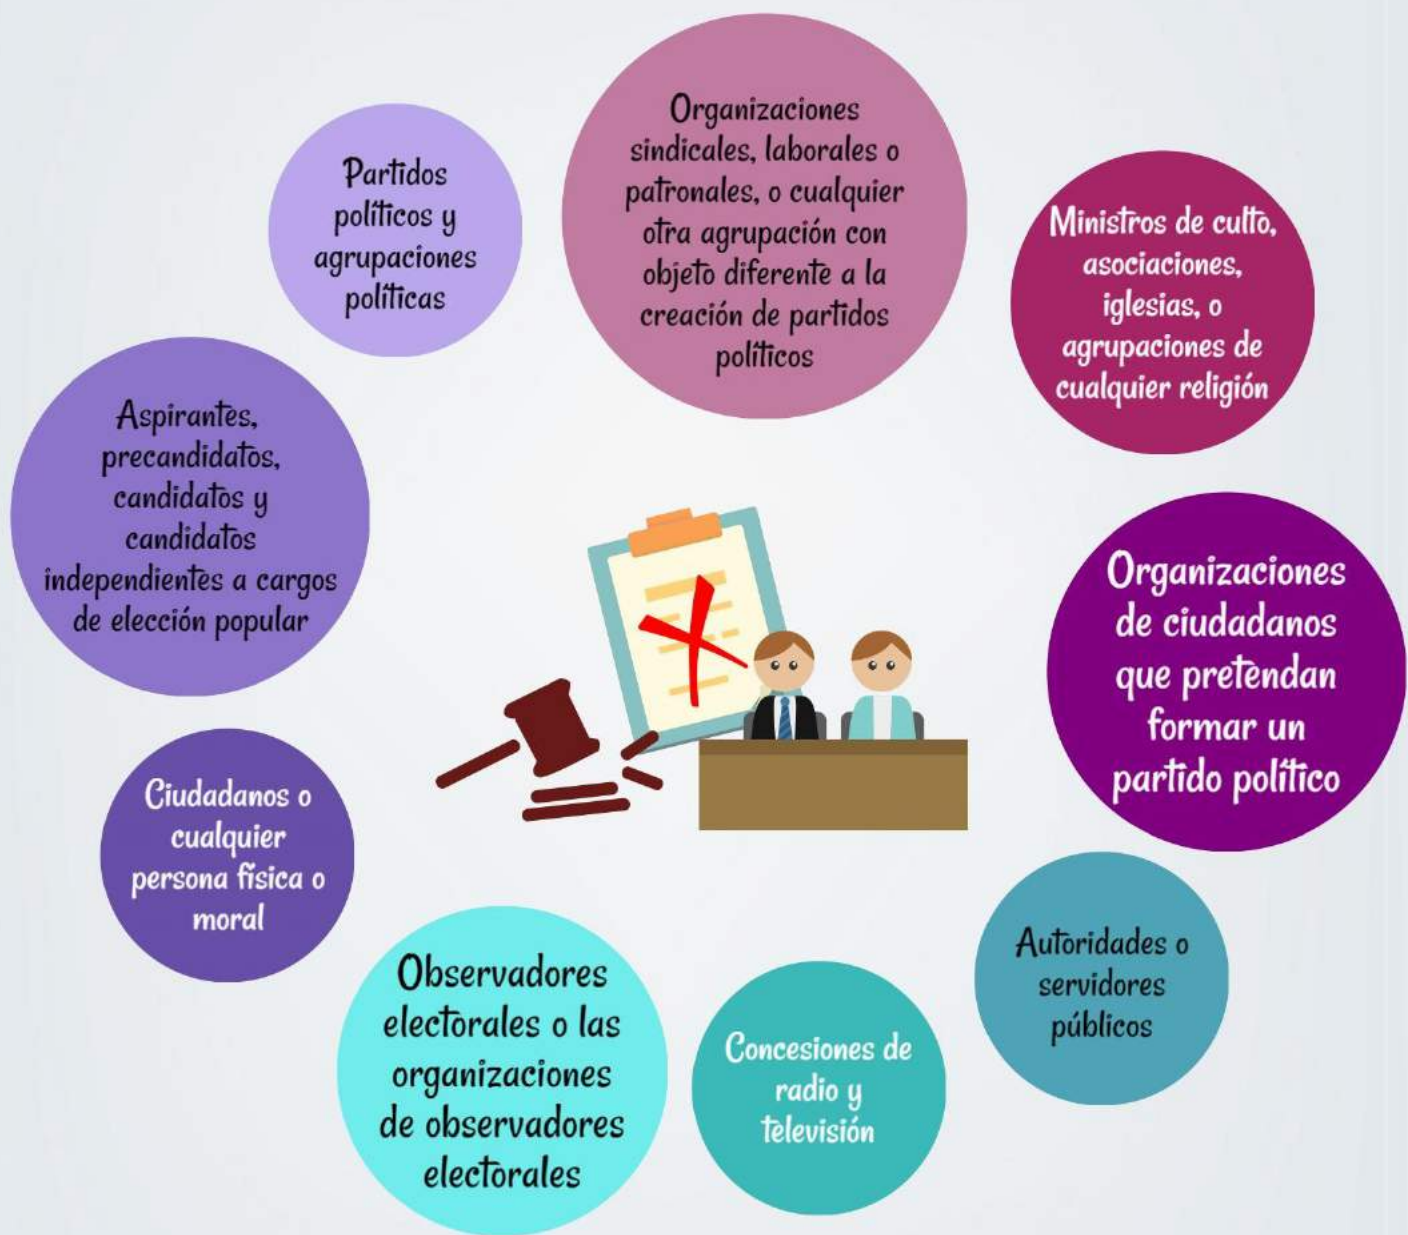 Partidos
políticos y
agrupaciones
políticas
Organizaciones
sindicales, laborales o
patronales, o cualquier
otra agrupación con
objeto diferente a la
creación de partidos
políticos
Ministros de culto,
asociaciones,
iglesias, o
agrupaciones de
cualquier religión
Aspirantes,
precandidatos,
candidatos y
candidatos
independientes a cargos
de elección popular
Organizaciones
de ciudadanos
que pretendan
formar un
partido político
Ciudadanos o
cualquier
persona física o
moral
Observadores
electorales o las
organizaciones
de observadores
electorales
Concesiones de
radio y
televisión
Autoridades o
servidores
públicos